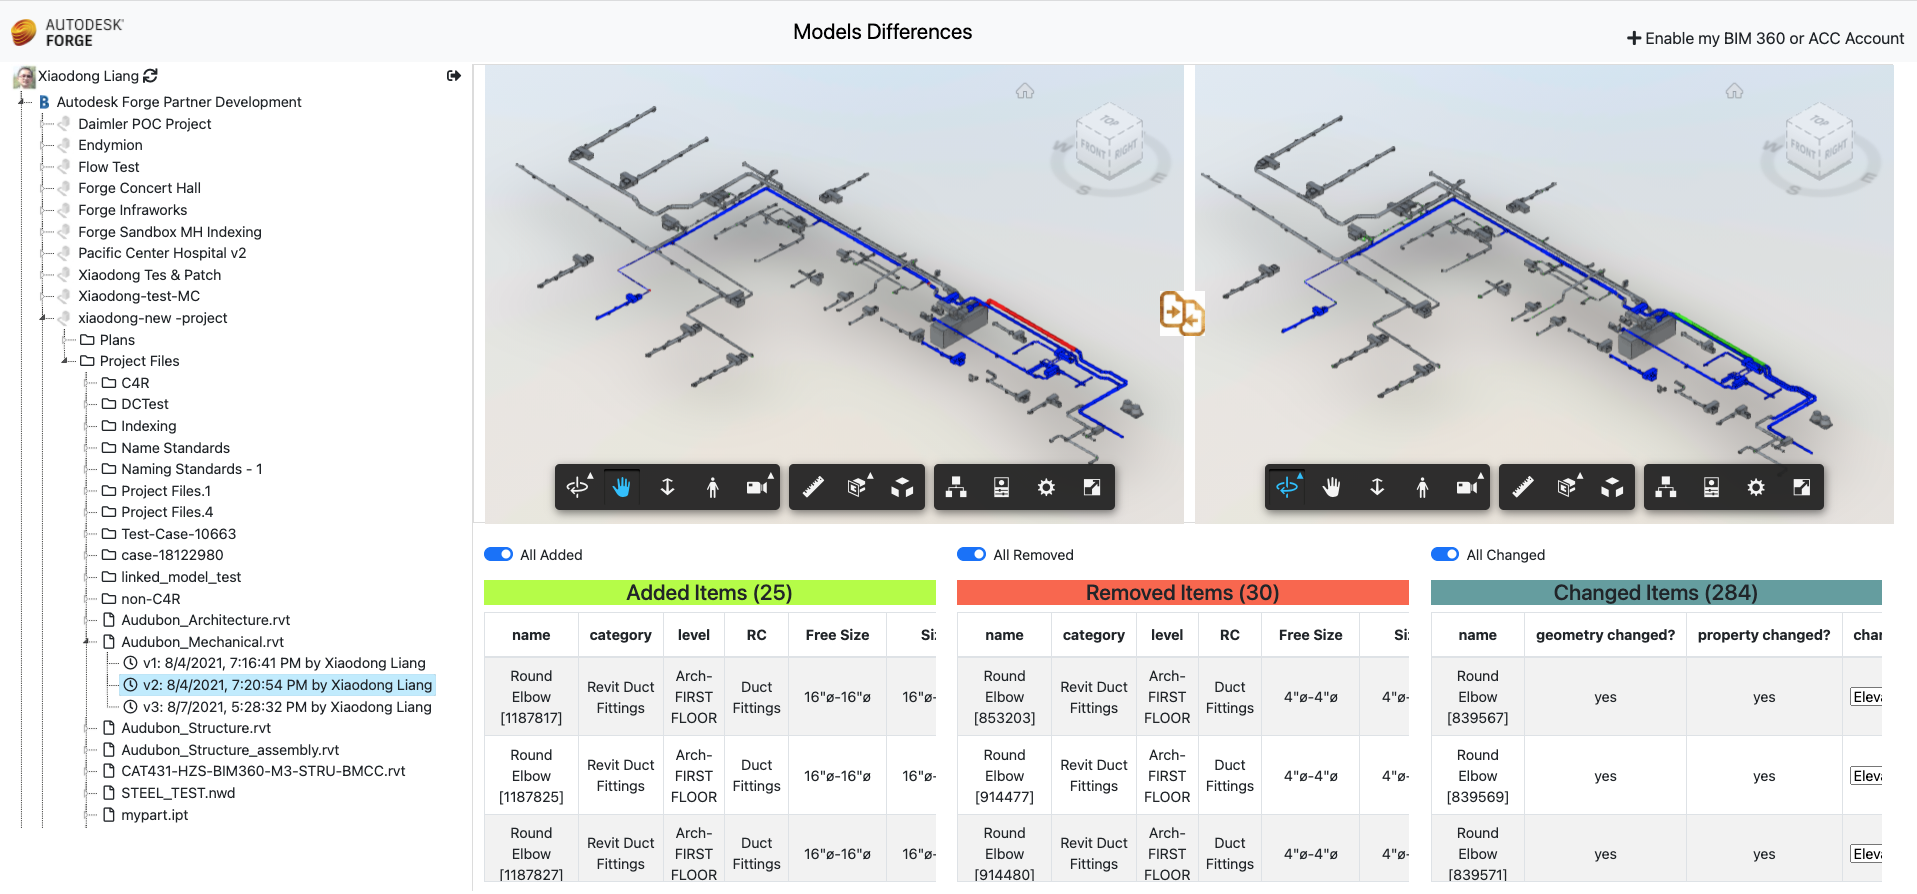 AUTODESK
FORGE
Models Differences
Enable my BIM 360 or ACC Account
Xiaodong Liang
Autodesk Forge Partner Development
Daimler POC Project
Endymion
Flow Test
Forge Concert Hall
Forge Infraworks
Forge Sandbox MH Indexing
Pacific Center Hospital v2
Xiaodong Tes & Patch
Xiaodong-test-MC
xiaodong-new -project
Plans
Project Files
C4R
DCTest
Indexing
Name Standards
Naming Standards - 1
Project Files.1
Project Files.4
Test-Case-10663
case-18122980
linked_model_test
non-C4R
Audubon_Architecture.rvt
Audubon_Mechanical.rvt
v1: 8/4/2021, 7:16:41 PM by Xiaodong Liang
v2: 8/4/2021, 7:20:54 PM by Xiaodong Liang
v3: 8/7/2021, 5:28:32 PM by Xiaodong Liang
Audubon_Structure.rvt
Audubon_Structure_assembly.rvt
CAT431-HZS-BIM360-M3-STRU-BMCC.rvt
STEEL_TEST.nwd
mypart.ipt
TOP
FRONT RIGHT
W S E
TOP
FRONT RIGHT
W S E
All Added
Added Items (25)
name category level RC Free Size Si
Round Elbow [1187817] Revit Duct Fittings Arch-FIRST FLOOR Duct Fittings 16"ø-16"ø 16"ø-
Round Elbow [1187825] Revit Duct Fittings Arch-FIRST FLOOR Duct Fittings 16"ø-16"ø 16"ø-
Round Elbow [1187827] Revit Duct Fittings Arch-FIRST FLOOR Duct Fittings 16"ø-16"ø 16"ø-
All Removed
Removed Items (30)
name category level RC Free Size Si
Round Elbow [853203] Revit Duct Fittings Arch-FIRST FLOOR Duct Fittings 4"ø-4"ø 4"ø-
Round Elbow [914477] Revit Duct Fittings Arch-FIRST FLOOR Duct Fittings 4"ø-4"ø 4"ø-
Round Elbow [914480] Revit Duct Fittings Arch-FIRST FLOOR Duct Fittings 4"ø-4"ø 4"ø-
All Changed
Changed Items (284)
name geometry changed? property changed? char
Round Elbow [839567] yes yes Eleva
Round Elbow [839569] yes yes Eleva
Round Elbow [839571] yes yes Eleva